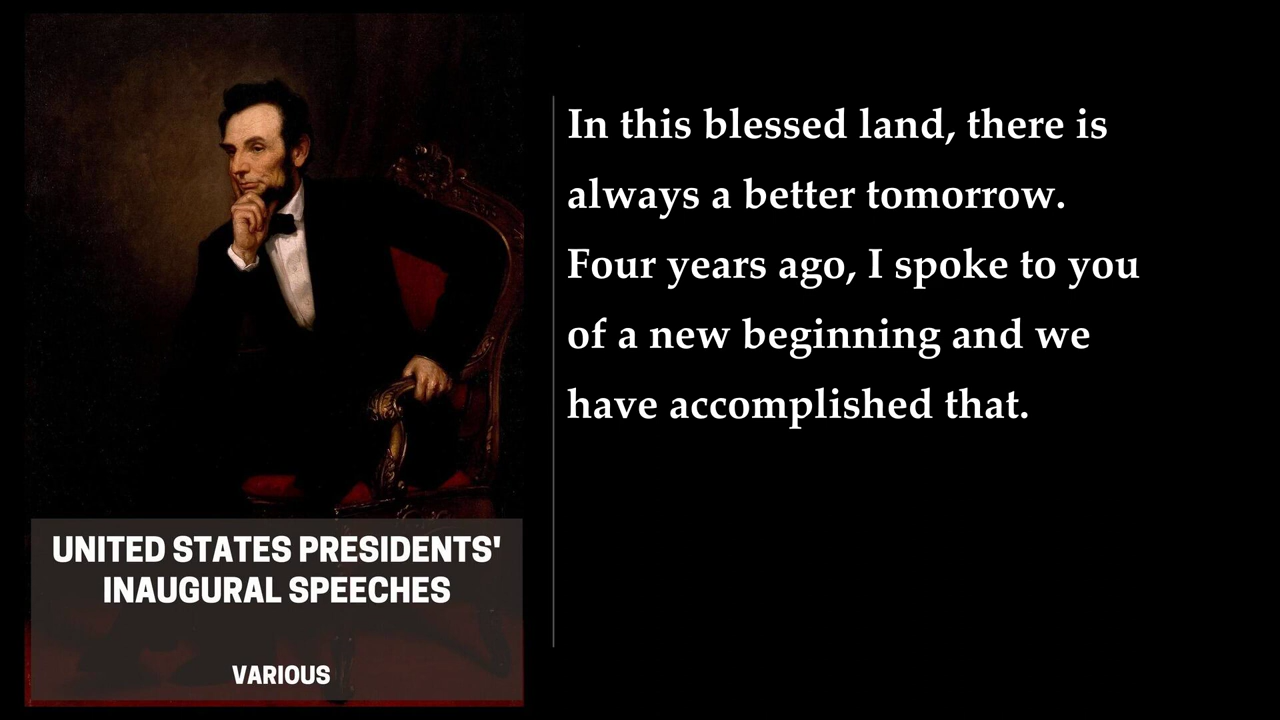 In this blessed land, there is
always a better tomorrow.
Four years ago, I spoke to you
of a new beginning and we
have accomplished that.
UNITED STATES PRESIDENTS'
INAUGURAL SPEECHES
VARIOUS